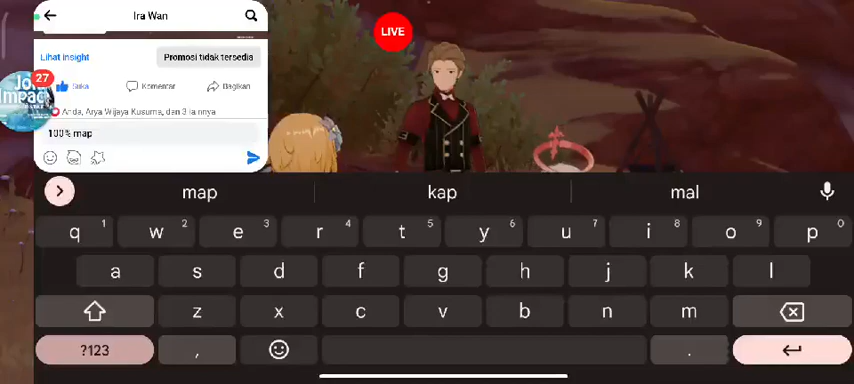 Ira Wan
LIVE
Lihat insight
Promosi tidak tersedia
27
Suka
Komentar
Bagikan
Anda, Arya Wijaya Kusuma, dan 3 lainnya
100% map
map
kap
mal
q 1 w 2 e 3 r 4 t 5 y 6 u 7 i 8 o 9 p 0
a s d f g h j k l
z x c v b n m
?123 , .